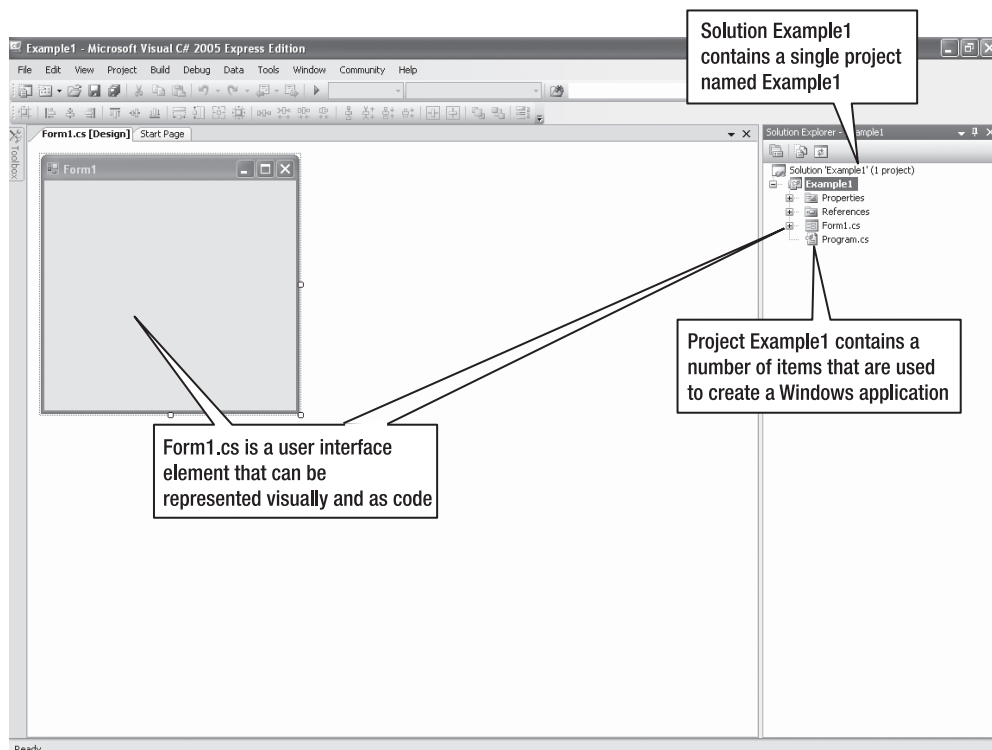 Solution Example1
contains a single project
named Example1
Example1 - Microsoft Visual C# 2005 Express Edition
File Edit View Project Build Debug Data Tools Window Community Help
Toolbox
Form1.cs [Design] Start Page
Form1
Solution Explorer - Example1
Solution 'Example1' (1 project)
Example1
Properties
References
Form1.cs
Program.cs
Project Example1 contains a
number of items that are used
to create a Windows application
Form1.cs is a user interface
element that can be
represented visually and as code
Ready